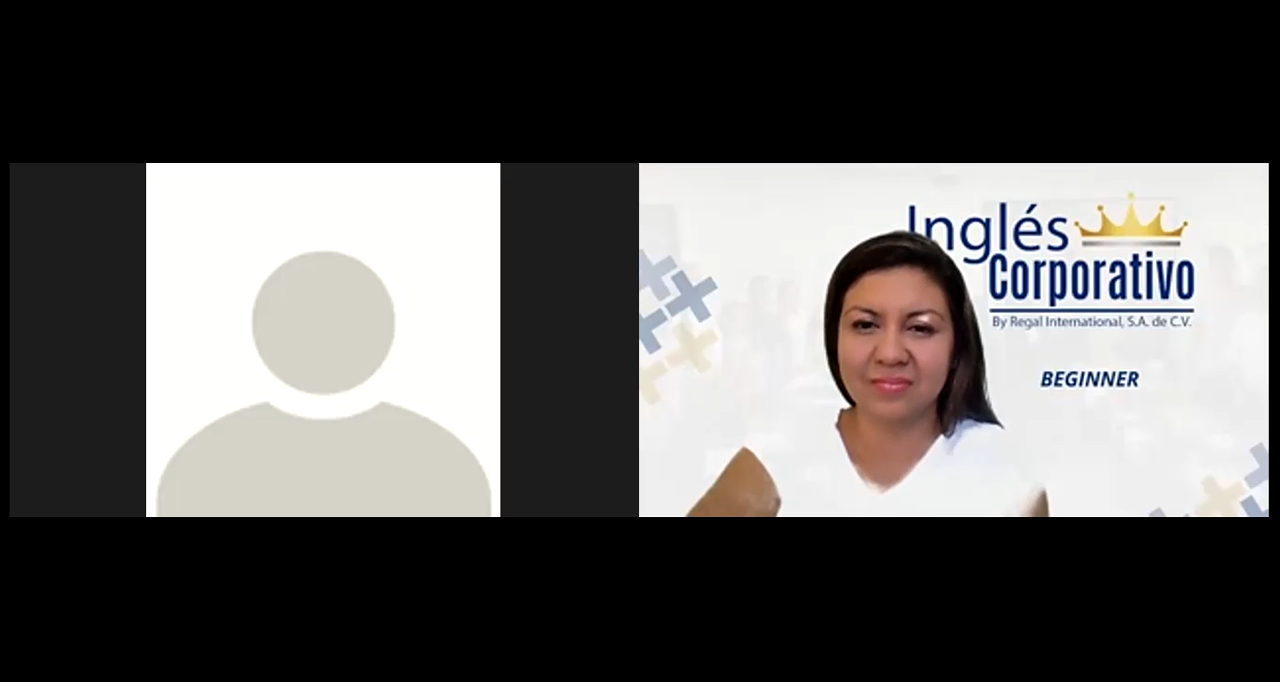 Inglés
Corporativo
By Regal International, S.A. de C.V.
BEGINNER